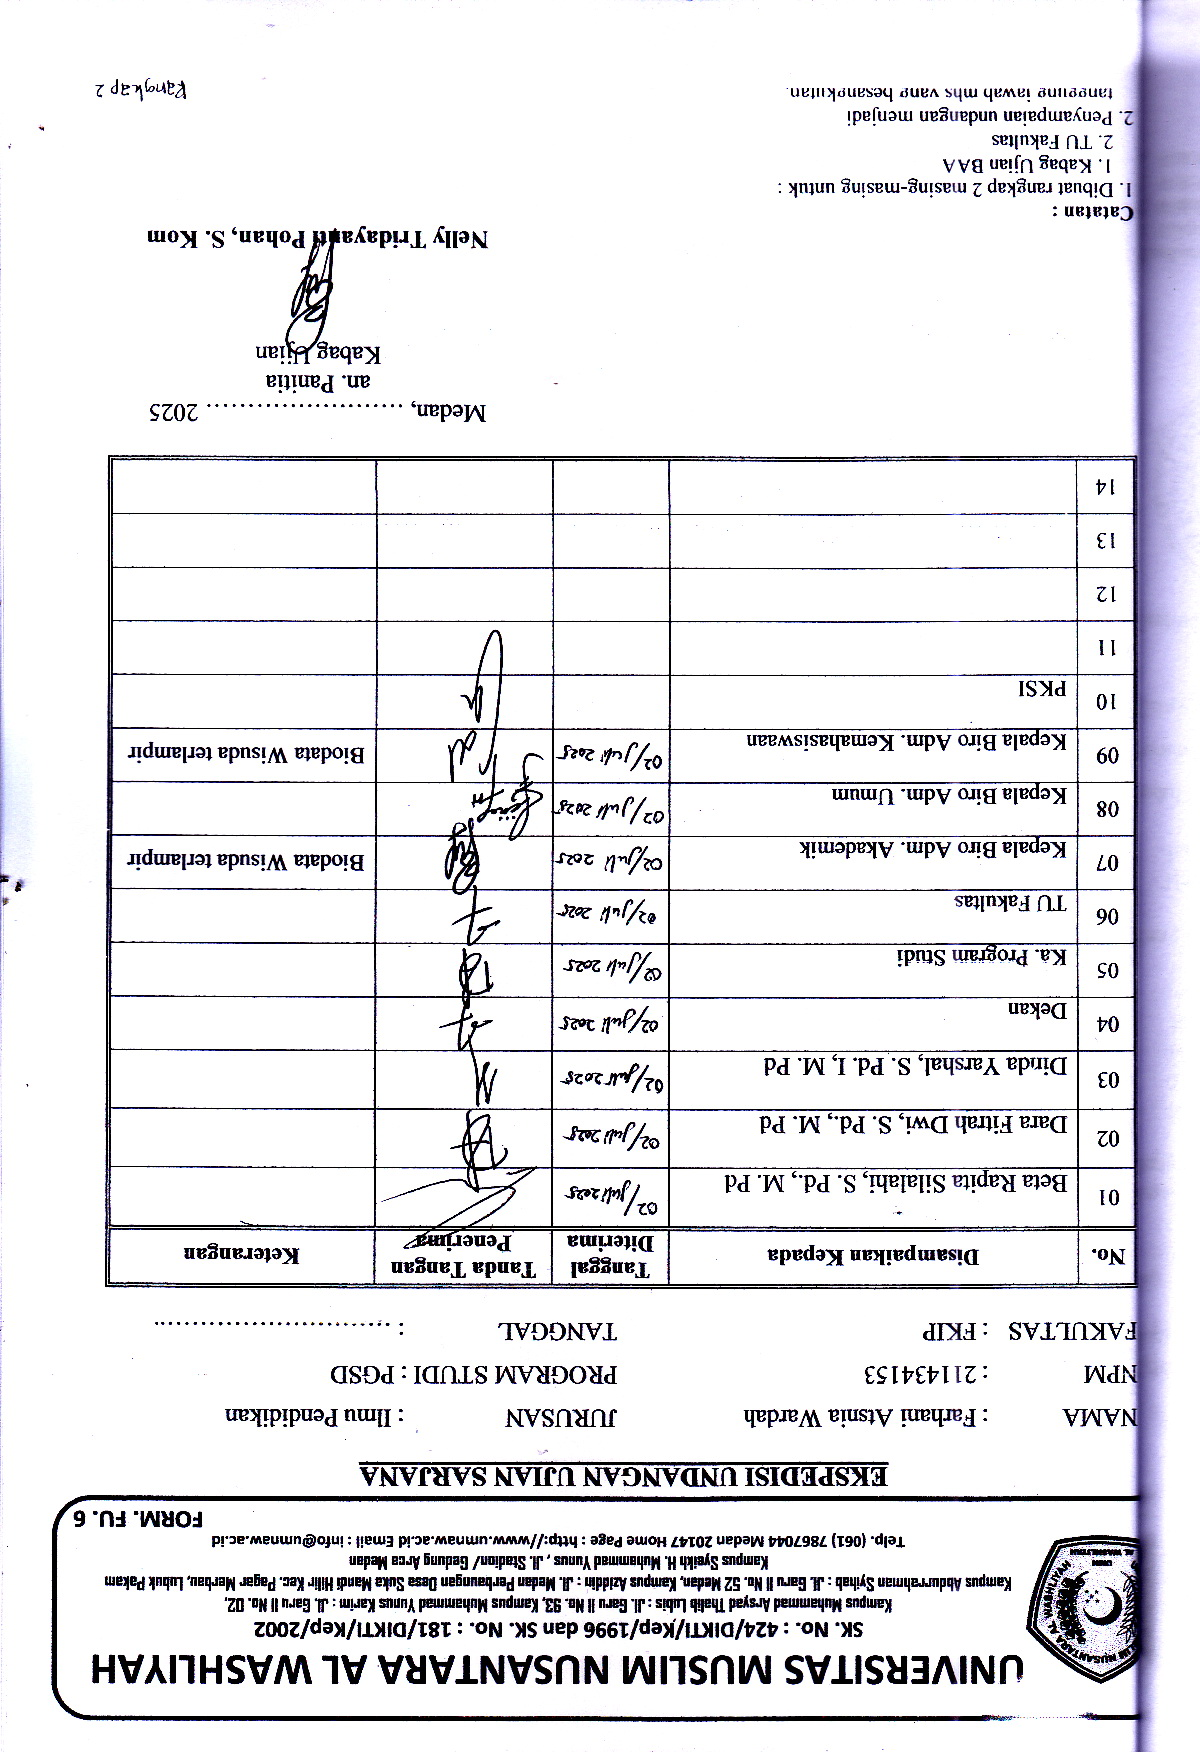 UNIVERSITAS MUSLIM NUSANTARA AL WASHLIYAH
SK. No. : 424/DIKTI/Kep/1996 dan SK. No. : 181/DIKTI/Kep/2002
Kampus Muhammad Arsyad Thalib Lubis : Jl. Garu II No. 93, Kampus Muhammad Yunus Karim : Jl. Garu II No. 02,
Kampus Abdurrahman Syihab : Jl. Garu II No. 52 Medan, Kampus Aziddin : Jl. Medan Perbaungan Desa Suka Mandi Hilir Kec. Pagar Merbau, Lubuk Pakam
Kampus Syeikh H. Muhammad Yunus , Jl. Stadion/ Gedung Arca Medan
Telp. (061) 7867044 Medan 20147 Home Page : http://www.umnaw.ac.id Email : info@umnaw.ac.id
FORM. FU. 6
EKSPEDISI UNDANGAN UJIAN SARJANA
NAMA : Farhani Atsnia Wardah JURUSAN : Ilmu Pendidikan
NPM : 211434153 PROGRAM STUDI : PGSD
FAKULTAS : FKIP TANGGAL : ..............................
No. Disampaikan Kepada Tanggal Diterima Tanda Tangan Penerima Keterangan
01 Beta Rapita Silalahi, S. Pd., M. Pd 02/Juli 2025
02 Dara Fitrah Dwi, S. Pd., M. Pd 02/Juli 2025
03 Dinda Yarshal, S. Pd. I, M. Pd 02/Juli 2025
04 Dekan 02/Juli 2025
05 Ka. Program Studi 02/Juli 2025
06 TU Fakultas 02/Juli 2025
07 Kepala Biro Adm. Akademik 02/Juli 2025 Biodata Wisuda terlampir
08 Kepala Biro Adm. Umum 02/Juli 2025
09 Kepala Biro Adm. Kemahasiswaan 02/Juli 2025 Biodata Wisuda terlampir
10 PKSI
11
12
13
14
Medan, ........................ 2025
an. Panitia
Kabag Ujian
Nelly Tridayanti Pohan, S. Kom
Catatan :
1. Dibuat rangkap 2 masing-masing untuk :
1. Kabag Ujian BAA
2. TU Fakultas
2. Penyampaian undangan menjadi
tanggung jawab mhs yang bersangkutan.
Rangkap 2